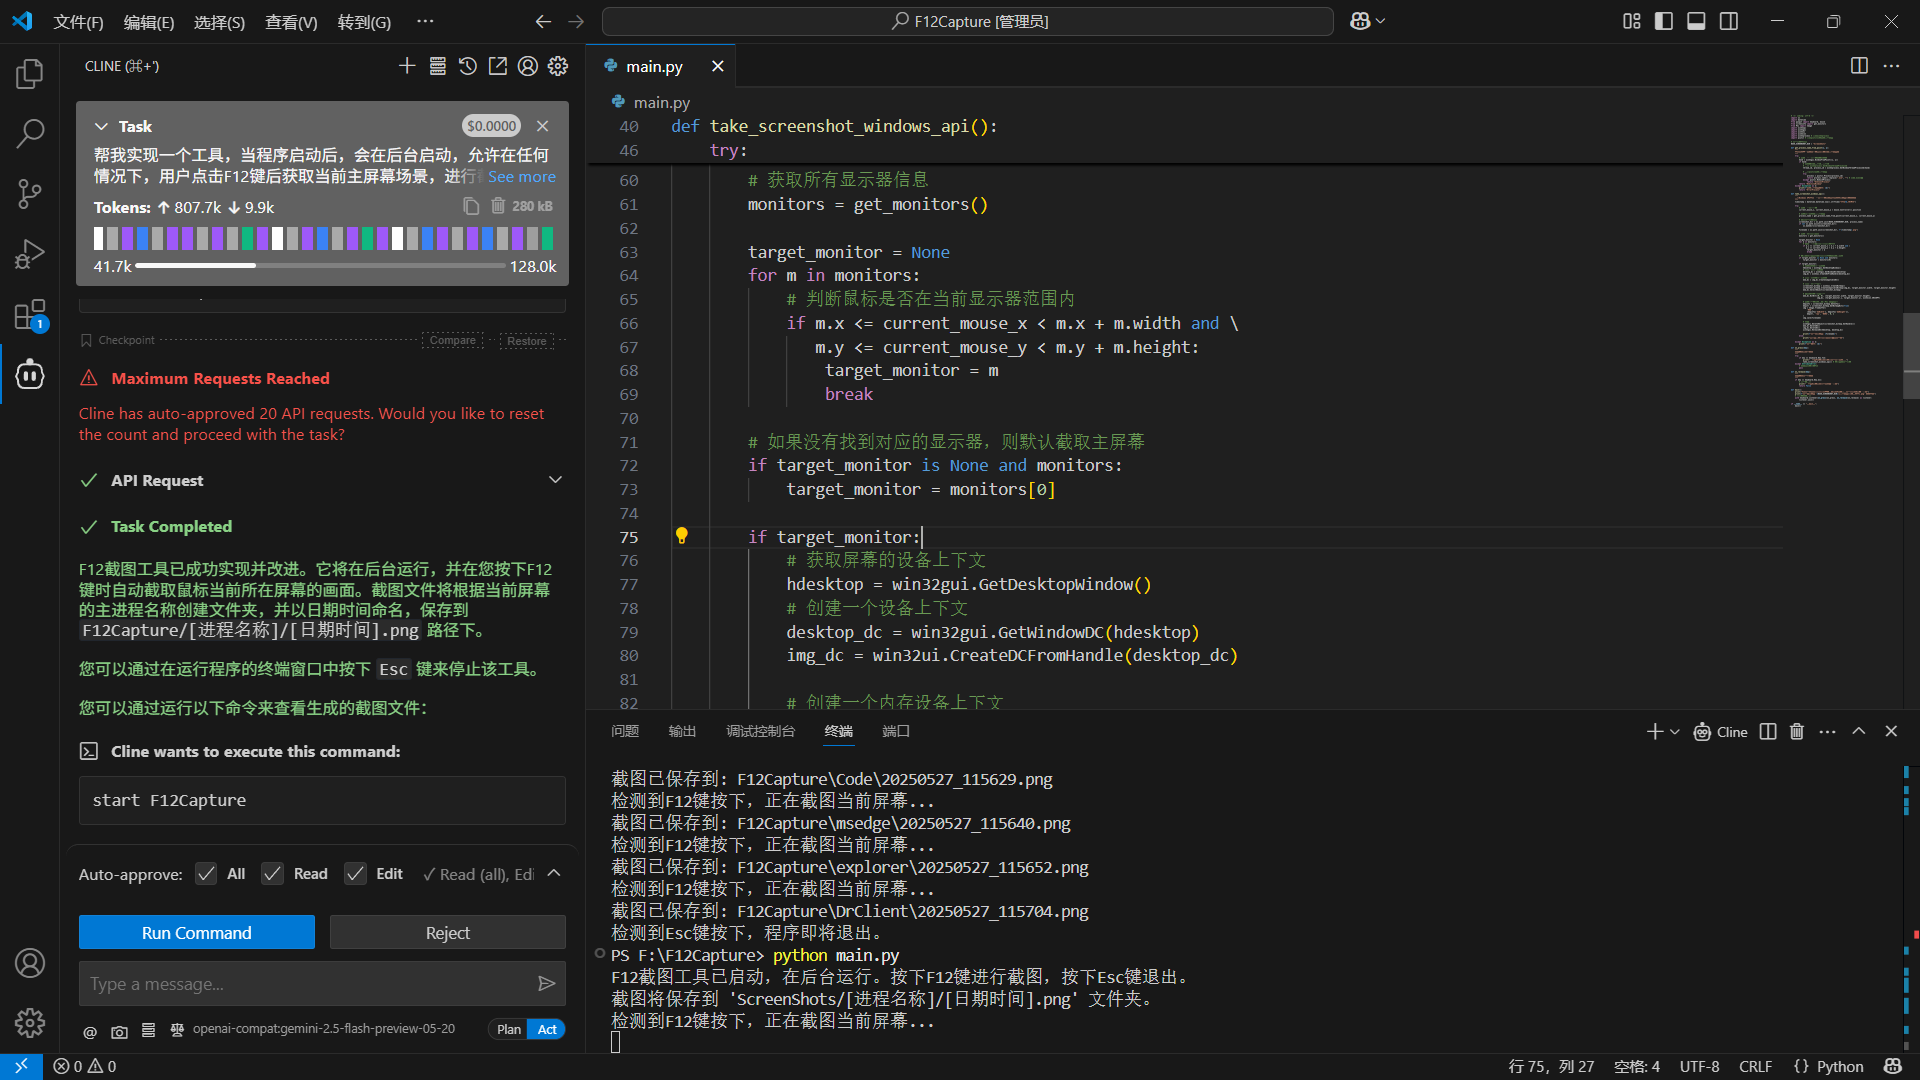 文件(F) 编辑(E) 选择(S) 查看(V) 转到(G) ···
F12Capture [管理员]
CLINE (⌘+')
Task
$0.0000
帮我实现一个工具，当程序启动后，会在后台启动，允许在任何
情况下，用户点击F12键后获取当前主屏幕场景，进行 See more
Tokens: ↑ 807.7k ↓ 9.9k
280 kB
41.7k
128.0k
Checkpoint
Compare
Restore
Maximum Requests Reached
Cline has auto-approved 20 API requests. Would you like to reset
the count and proceed with the task?
API Request
Task Completed
F12截图工具已成功实现并改进。它将在后台运行，并在您按下F12
键时自动截取鼠标当前所在屏幕的画面。截图文件将根据当前屏幕
的主进程名称创建文件夹，并以日期时间命名，保存到
F12Capture/[进程名称]/[日期时间].png 路径下。
您可以通过在运行程序的终端窗口中按下 Esc 键来停止该工具。
您可以通过运行以下命令来查看生成的截图文件：
Cline wants to execute this command:
start F12Capture
Auto-approve: All Read Edit ✓ Read (all), Edi
Run Command
Reject
Type a message...
@
openai-compat:gemini-2.5-flash-preview-05-20
Plan Act
1
main.py
main.py
40 def take_screenshot_windows_api():
46 try:
60 # 获取所有显示器信息
61 monitors = get_monitors()
62
63 target_monitor = None
64 for m in monitors:
65 # 判断鼠标是否在当前显示器范围内
66 if m.x <= current_mouse_x < m.x + m.width and \
67 m.y <= current_mouse_y < m.y + m.height:
68 target_monitor = m
69 break
70
71 # 如果没有找到对应的显示器，则默认截取主屏幕
72 if target_monitor is None and monitors:
73 target_monitor = monitors[0]
74
75 if target_monitor:
76 # 获取屏幕的设备上下文
77 hdesktop = win32gui.GetDesktopWindow()
78 # 创建一个设备上下文
79 desktop_dc = win32gui.GetWindowDC(hdesktop)
80 img_dc = win32ui.CreateDCFromHandle(desktop_dc)
81
82 # 创建一个内存设备上下文
问题 输出 调试控制台 终端 端口
Cline
截图已保存到: F12Capture\Code\20250527_115629.png
检测到F12键按下，正在截图当前屏幕...
截图已保存到: F12Capture\msedge\20250527_115640.png
检测到F12键按下，正在截图当前屏幕...
截图已保存到: F12Capture\explorer\20250527_115652.png
检测到F12键按下，正在截图当前屏幕...
截图已保存到: F12Capture\DrClient\20250527_115704.png
检测到Esc键按下，程序即将退出。
PS F:\F12Capture> python main.py
F12截图工具已启动，在后台运行。按下F12键进行截图，按下Esc键退出。
截图将保存到 'ScreenShots/[进程名称]/[日期时间].png' 文件夹。
检测到F12键按下，正在截图当前屏幕...
0 0
行 75，列 27 空格: 4 UTF-8 CRLF {} Python